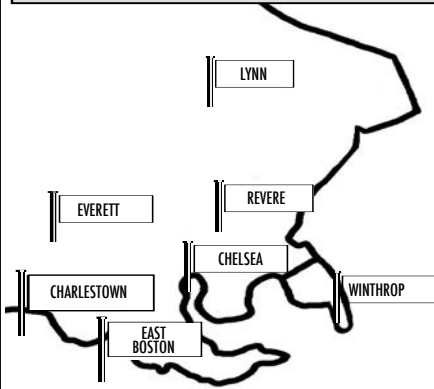 LYNN
REVERE
EVERETT
CHELSEA
WINTHROP
CHARLESTOWN
EAST
BOSTON